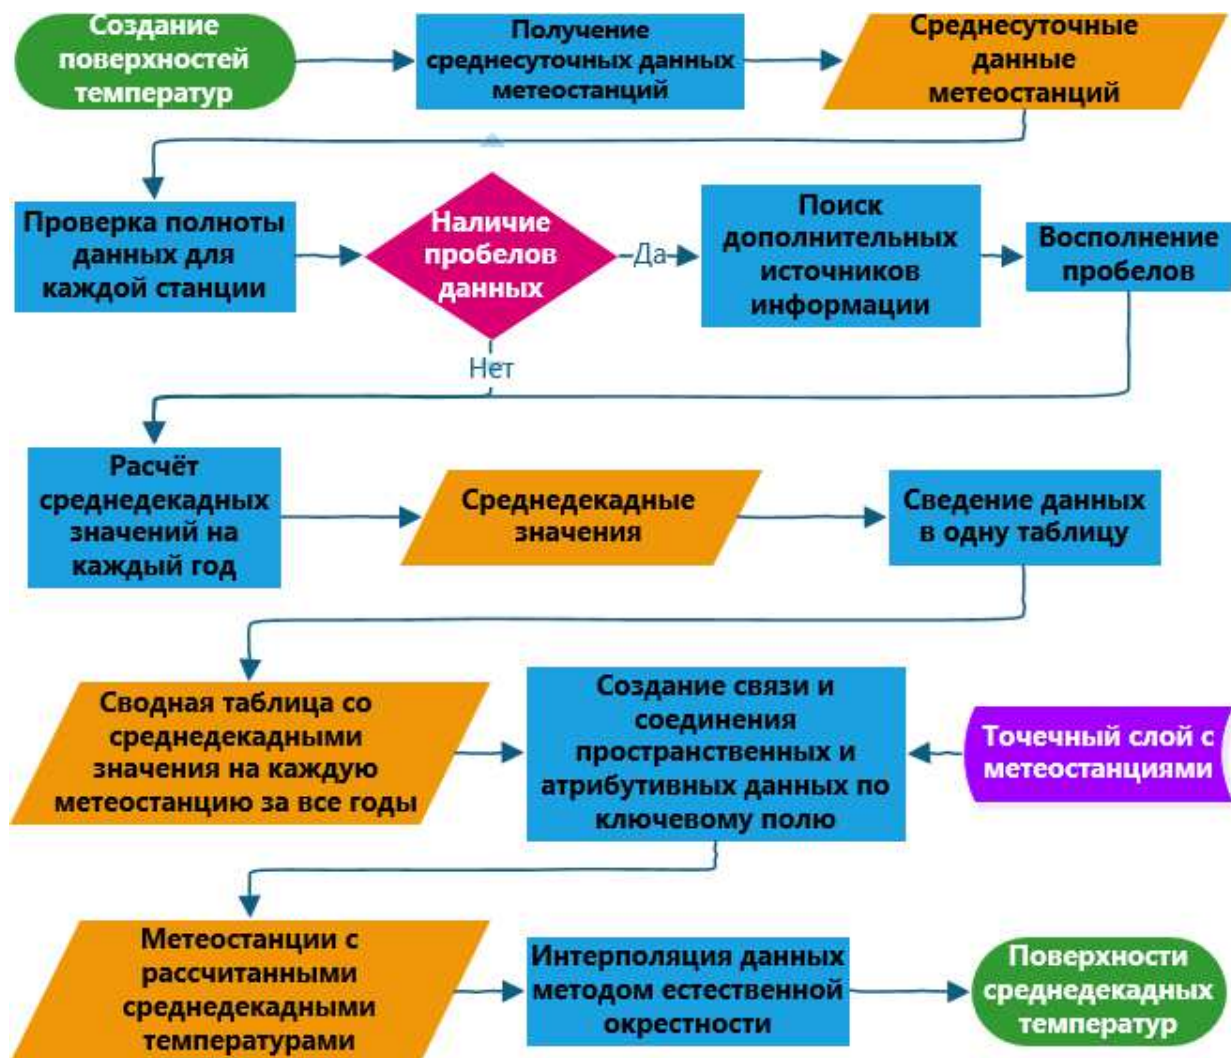 Создание
поверхностей
температур
Получение
среднесуточных данных
метеостанций
Среднесуточные
данные
метеостанций
Проверка полноты
данных для
каждой станции
Наличие
пробелов
данных
Да
Поиск
дополнительных
источников
информации
Восполнение
пробелов
Нет
Расчёт
среднедекадных
значений на
каждый год
Среднедекадные
значения
Сведение данных
в одну таблицу
Сводная таблица со
среднедекадными
значения на каждую
метеостанцию за все годы
Создание связи и
соединения
пространственных и
атрибутивных данных по
ключевому полю
Точечный слой с
метеостанциями
Метеостанции с
рассчитанными
среднедекадными
температурами
Интерполяция данных
методом естественной
окрестности
Поверхности
среднедекадных
температур